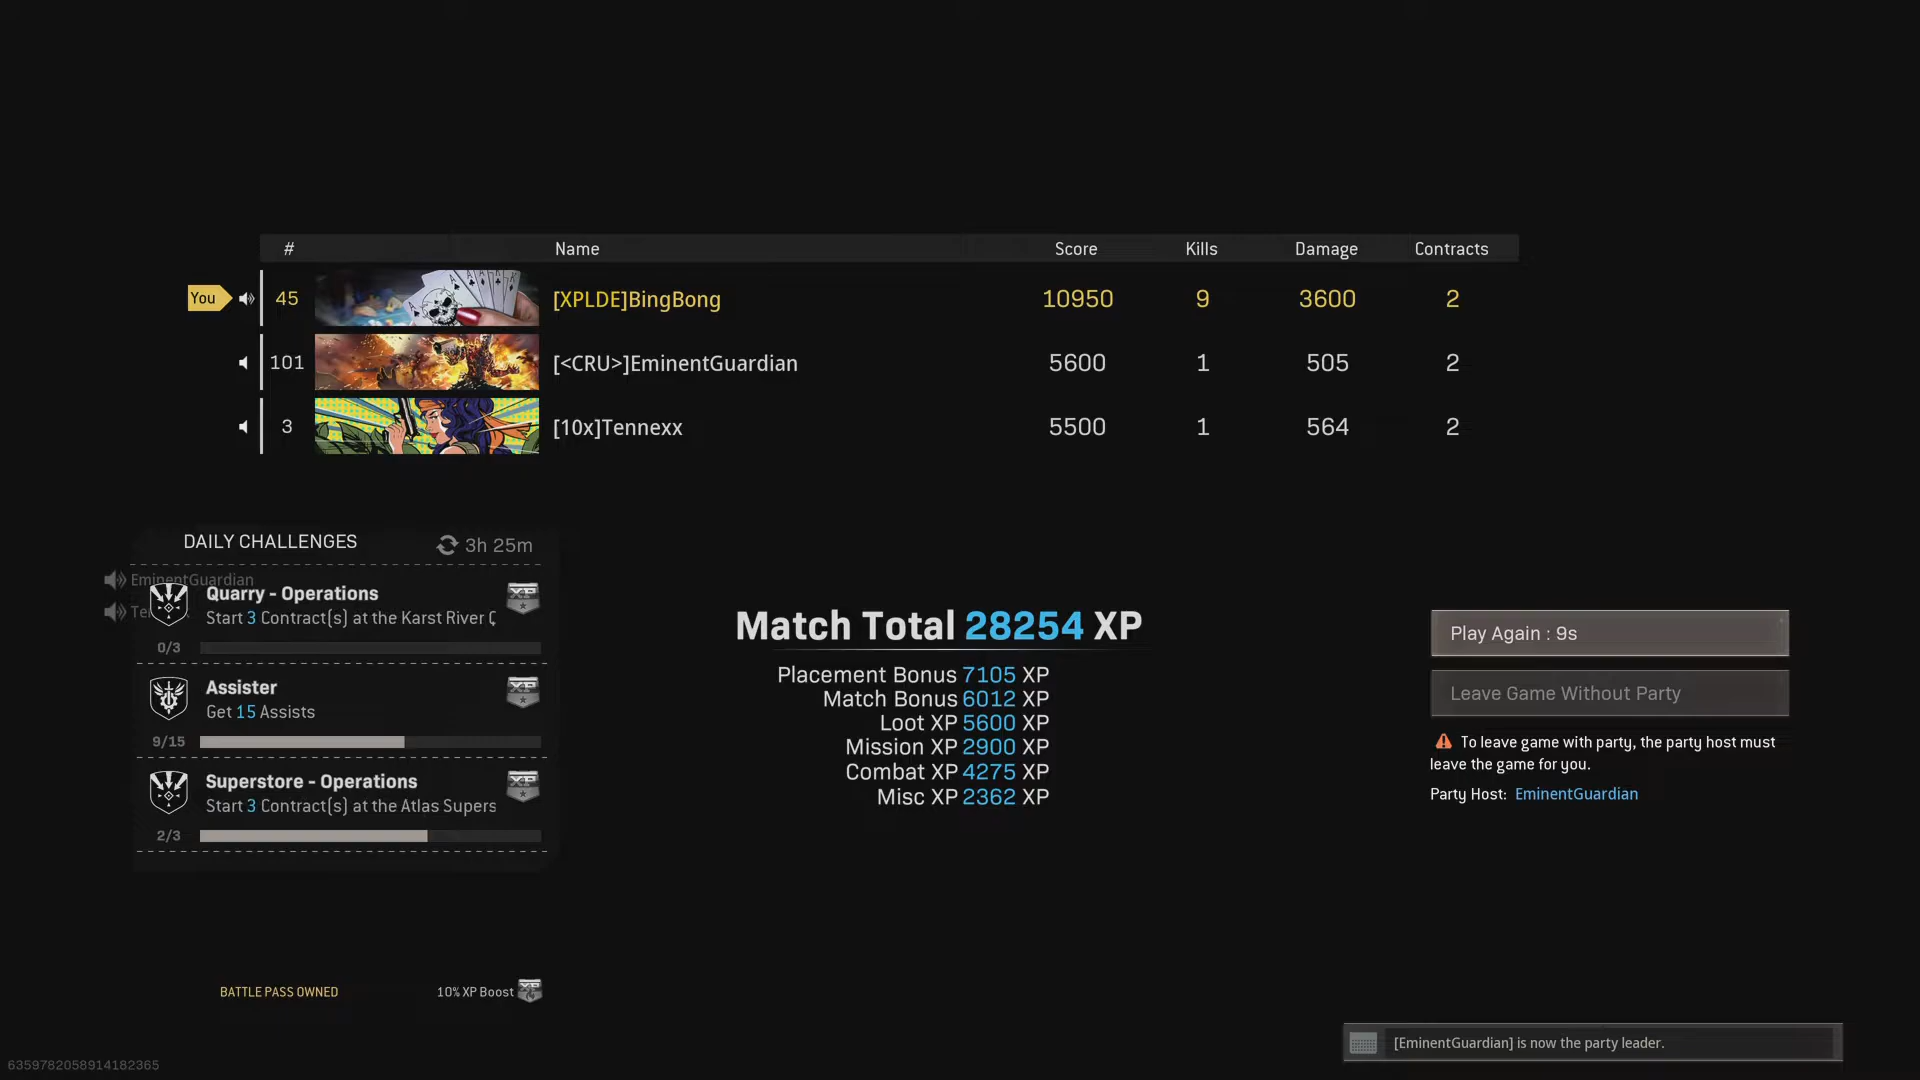 # Name Score Kills Damage Contracts
You 45 [XPLDE]BingBong 10950 9 3600 2
101 [<CRU>]EminentGuardian 5600 1 505 2
3 [10x]Tennexx 5500 1 564 2
DAILY CHALLENGES 3h 25m
EminentGuardian
Quarry - Operations
Start 3 Contract(s) at the Karst River
0/3
Assister
Get 15 Assists
9/15
Superstore - Operations
Start 3 Contract(s) at the Atlas Supers
2/3
BATTLE PASS OWNED 10% XP Boost
Match Total 28254 XP
Placement Bonus 7105 XP
Match Bonus 6012 XP
Loot XP 5600 XP
Mission XP 2900 XP
Combat XP 4275 XP
Misc XP 2362 XP
Play Again : 9s
Leave Game Without Party
To leave game with party, the party host must
leave the game for you.
Party Host: EminentGuardian
[EminentGuardian] is now the party leader.
6359782058914182365